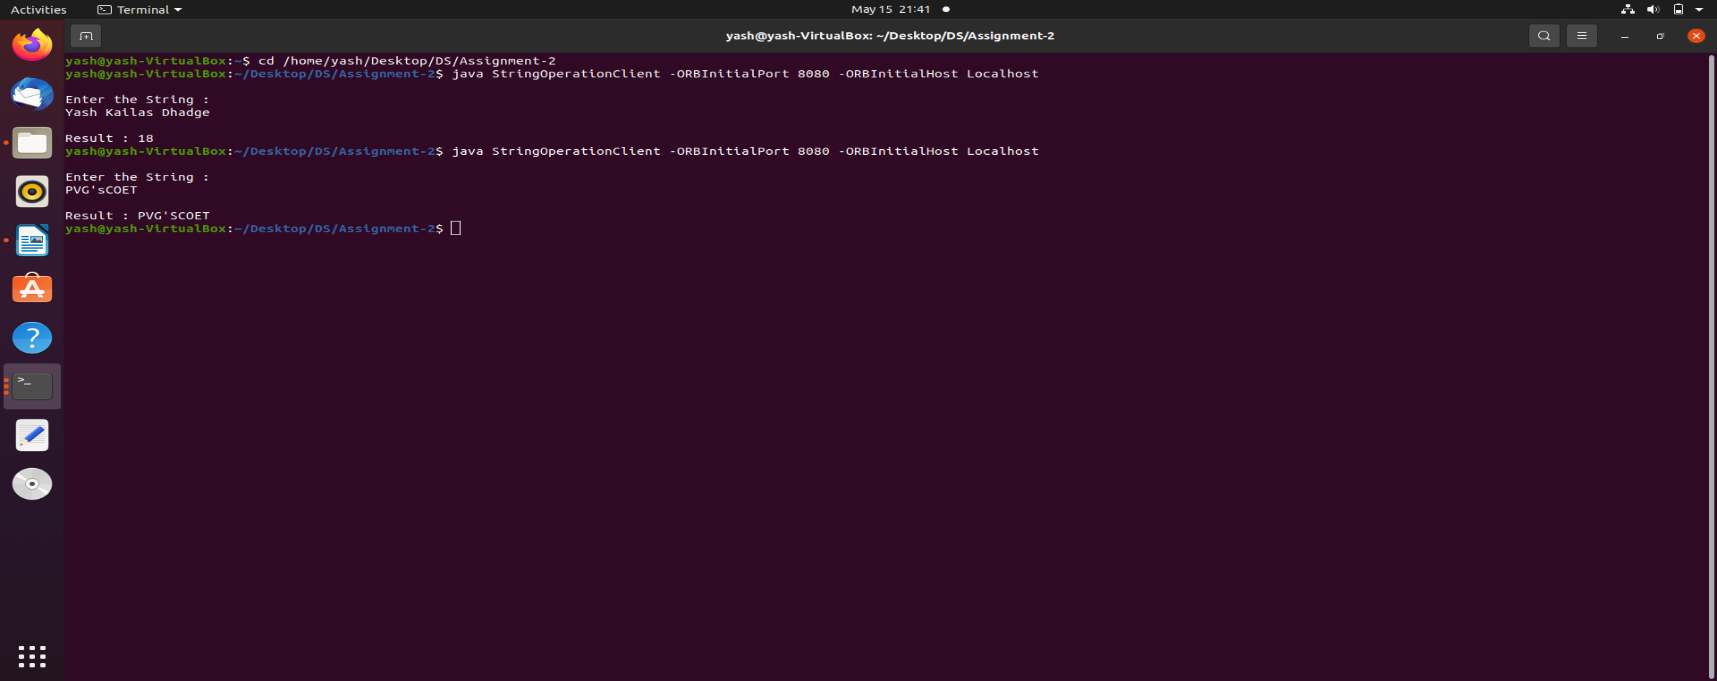 Activities Terminal May 15 21:41
yash@yash-VirtualBox: ~/Desktop/DS/Assignment-2
yash@yash-VirtualBox:~$ cd /home/yash/Desktop/DS/Assignment-2
yash@yash-VirtualBox:~/Desktop/DS/Assignment-2$ java StringOperationClient -ORBInitialPort 8080 -ORBInitialHost Localhost
Enter the String :
Yash Kailas Dhadge
Result : 18
yash@yash-VirtualBox:~/Desktop/DS/Assignment-2$ java StringOperationClient -ORBInitialPort 8080 -ORBInitialHost Localhost
Enter the String :
PVG'sCOET
Result : PVG'SCOET
yash@yash-VirtualBox:~/Desktop/DS/Assignment-2$